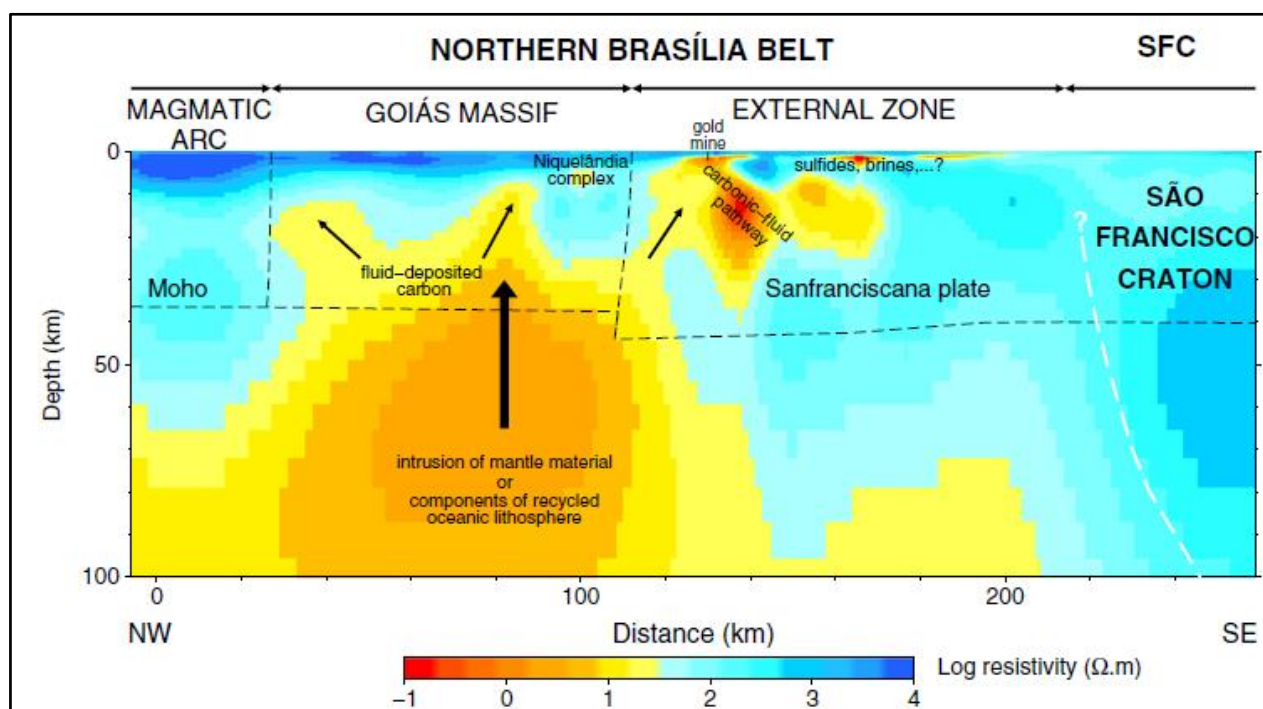 NORTHERN BRASÍLIA BELT
SFC
MAGMATIC
ARC
GOIÁS MASSIF
EXTERNAL ZONE
gold
mine
0
Niquelândia
complex
sulfides, brines,...?
carbonic–fluid
pathway
SÃO
FRANCISCO
CRATON
?
fluid–deposited
carbon
Moho
Sanfranciscana plate
50
Depth (km)
intrusion of mantle material
or
components of recycled
oceanic lithosphere
100
0
100
200
NW
Distance (km)
SE
Log resistivity (Ω.m)
–1
0
1
2
3
4